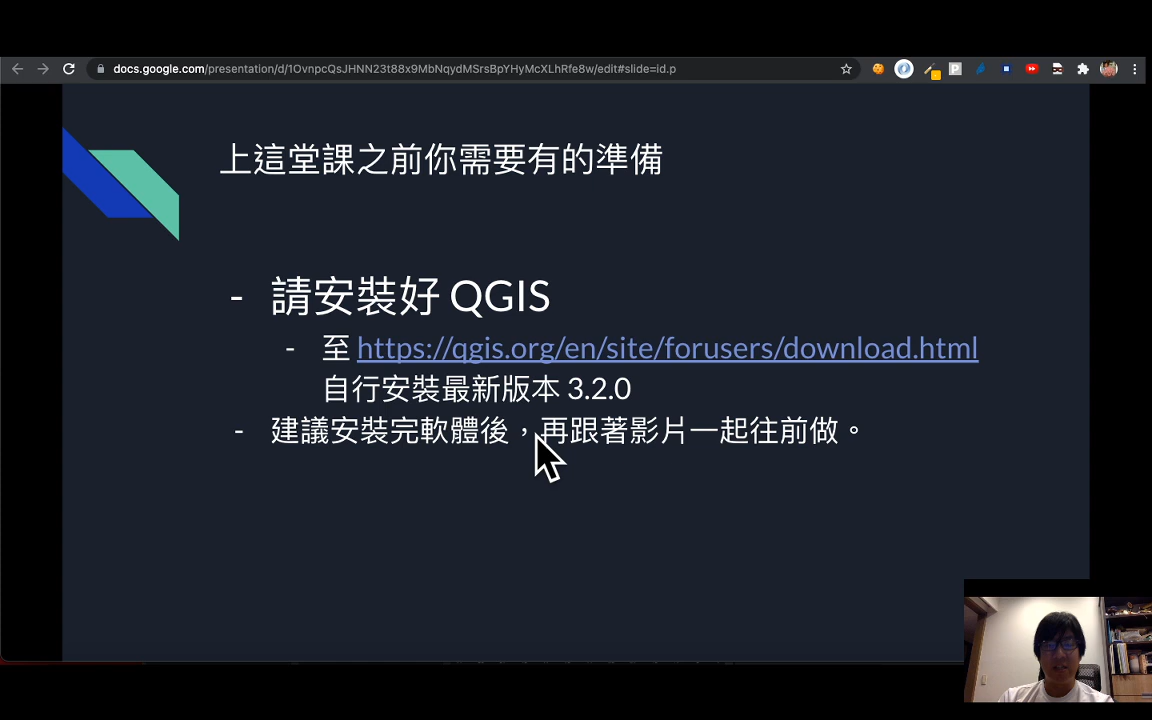 docs.google.com/presentation/d/1OvnpcQsJHNN23t88x9MbNqydMSrsBpYHyMcXLhRfe8w/edit#slide=id.p
上這堂課之前你需要有的準備
- 請安裝好 QGIS
- 至 https://qgis.org/en/site/forusers/download.html
自行安裝最新版本 3.2.0
- 建議安裝完軟體後，再跟著影片一起往前做。